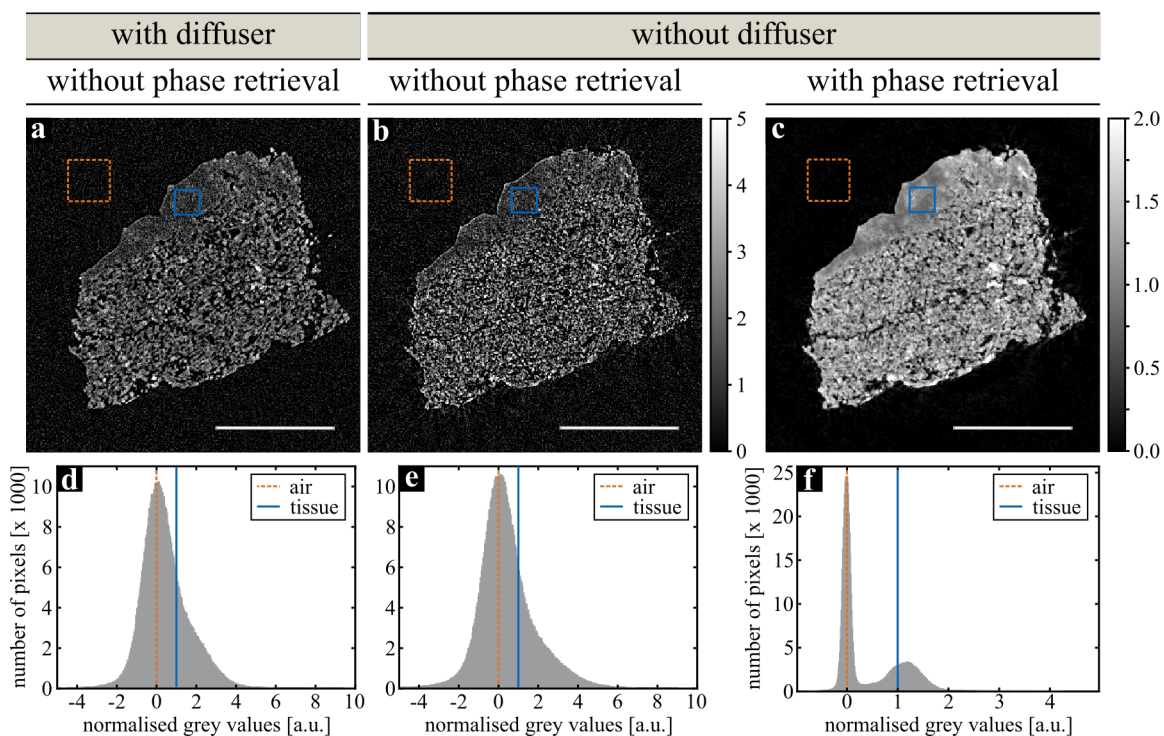 with diffuser
without diffuser
without phase retrieval
without phase retrieval
with phase retrieval
a
b
c
5
4
3
2
1
0
2.0
1.5
1.0
0.5
0.0
d
e
f
number of pixels [x 1000]
10
8
6
4
2
0
air
tissue
-4 -2 0 2 4 6 8 10
normalised grey values [a.u.]
10
8
6
4
2
0
air
tissue
-4 -2 0 2 4 6 8 10
normalised grey values [a.u.]
number of pixels [x 1000]
25
20
15
10
5
0
air
tissue
0 1 2 3 4
normalised grey values [a.u.]